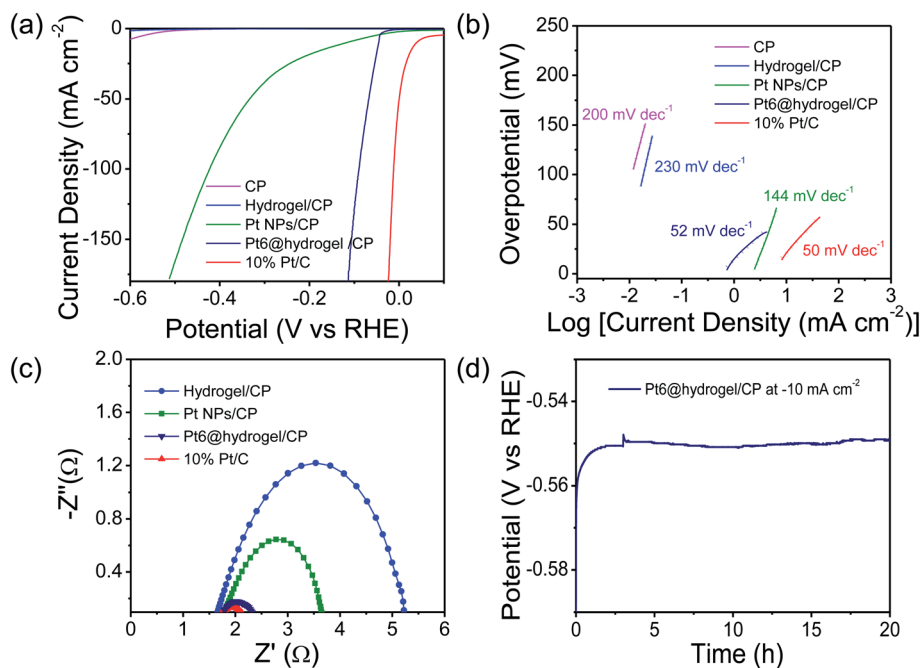 (a)
0
-50
-100
-150
-0.6
-0.4
-0.2
0.0
Current Density (mA cm-2)
Potential (V vs RHE)
CP
Hydrogel/CP
Pt NPs/CP
Pt6@hydrogel /CP
10% Pt/C
(b)
250
200
150
100
50
0
-3
-2
-1
0
1
2
3
Overpotential (mV)
Log [Current Density (mA cm-2)]
CP
Hydrogel/CP
Pt NPs/CP
Pt6@hydrogel/CP
10% Pt/C
200 mV dec-1
230 mV dec-1
144 mV dec-1
52 mV dec-1
50 mV dec-1
(c)
2.0
1.6
1.2
0.8
0.4
0
1
2
3
4
5
6
-Z"(Ω)
Z' (Ω)
Hydrogel/CP
Pt NPs/CP
Pt6@hydrogel/CP
10% Pt/C
(d)
-0.54
-0.56
-0.58
0
5
10
15
20
Potential (V vs RHE)
Time (h)
Pt6@hydrogel/CP at -10 mA cm-2